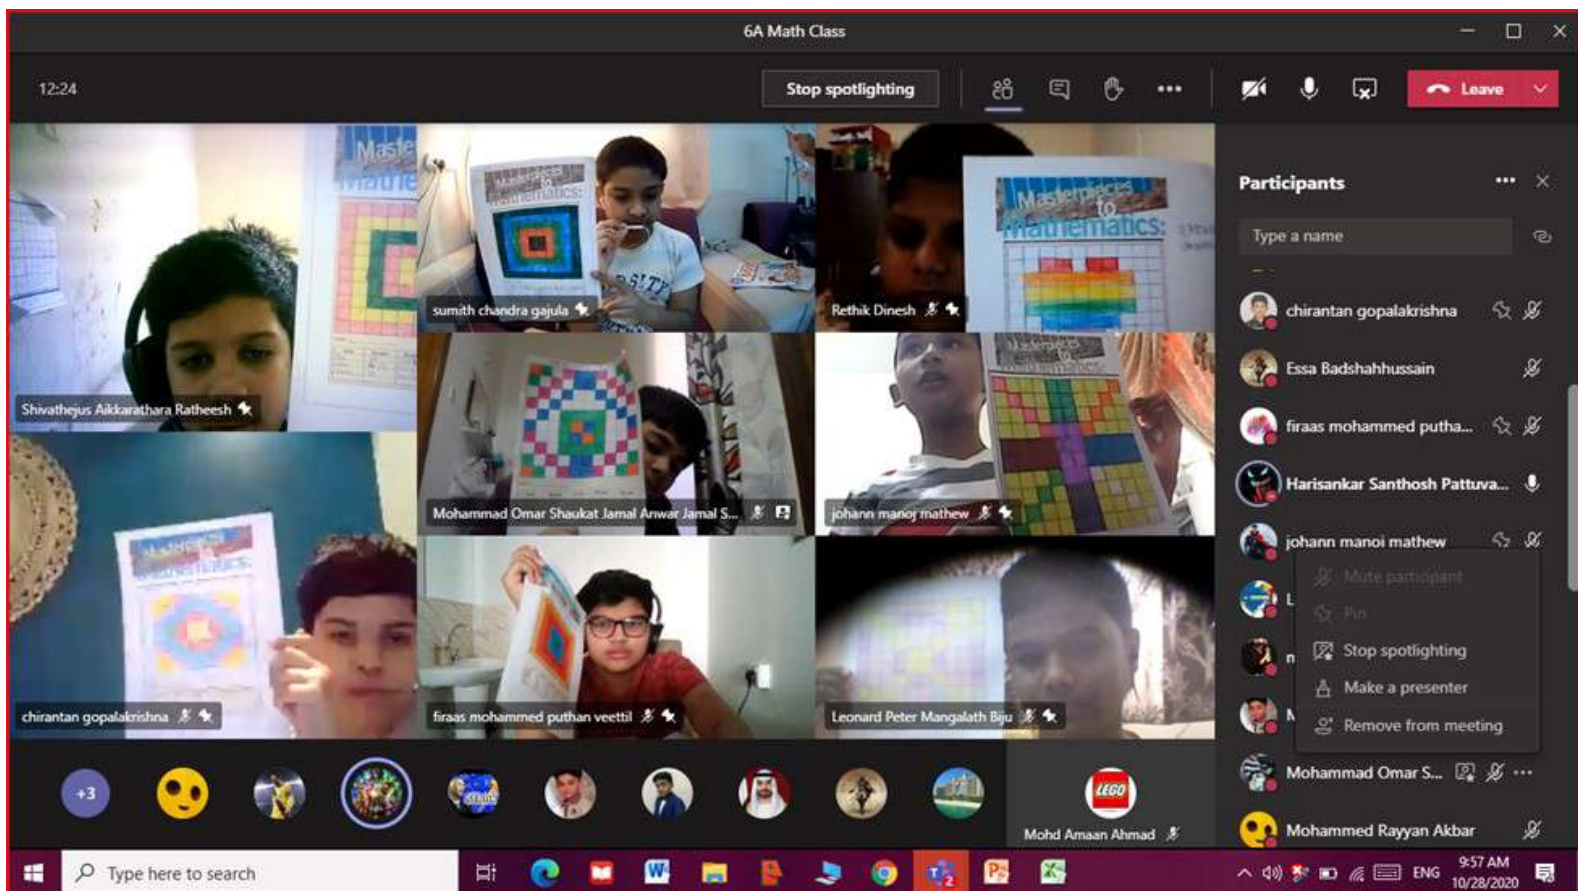 6A Math Class
12:24
Stop spotlighting
Leave
Masterpieces
to
Mathematics:
Masterpieces
to
Mathematics:
Shivathejus Aikkarathara Ratheesh
sumith chandra gajula
Rethik Dinesh
Mohammad Omar Shaukat Jamal Anwar Jamal S...
johann manoj mathew
chirantan gopalakrishna
firaas mohammed puthan veettil
Leonard Peter Mangalath Biju
+3
LEGO
Mohd Amaan Ahmad
Participants
Type a name
chirantan gopalakrishna
Essa Badshahhussain
firaas mohammed putha...
Harisankar Santhosh Pattuva...
johann manoj mathew
L
Mute participant
Pin
n
Stop spotlighting
Make a presenter
Remove from meeting
Mohammad Omar S...
Mohammed Rayyan Akbar
Type here to search
ENG
9:57 AM
10/28/2020